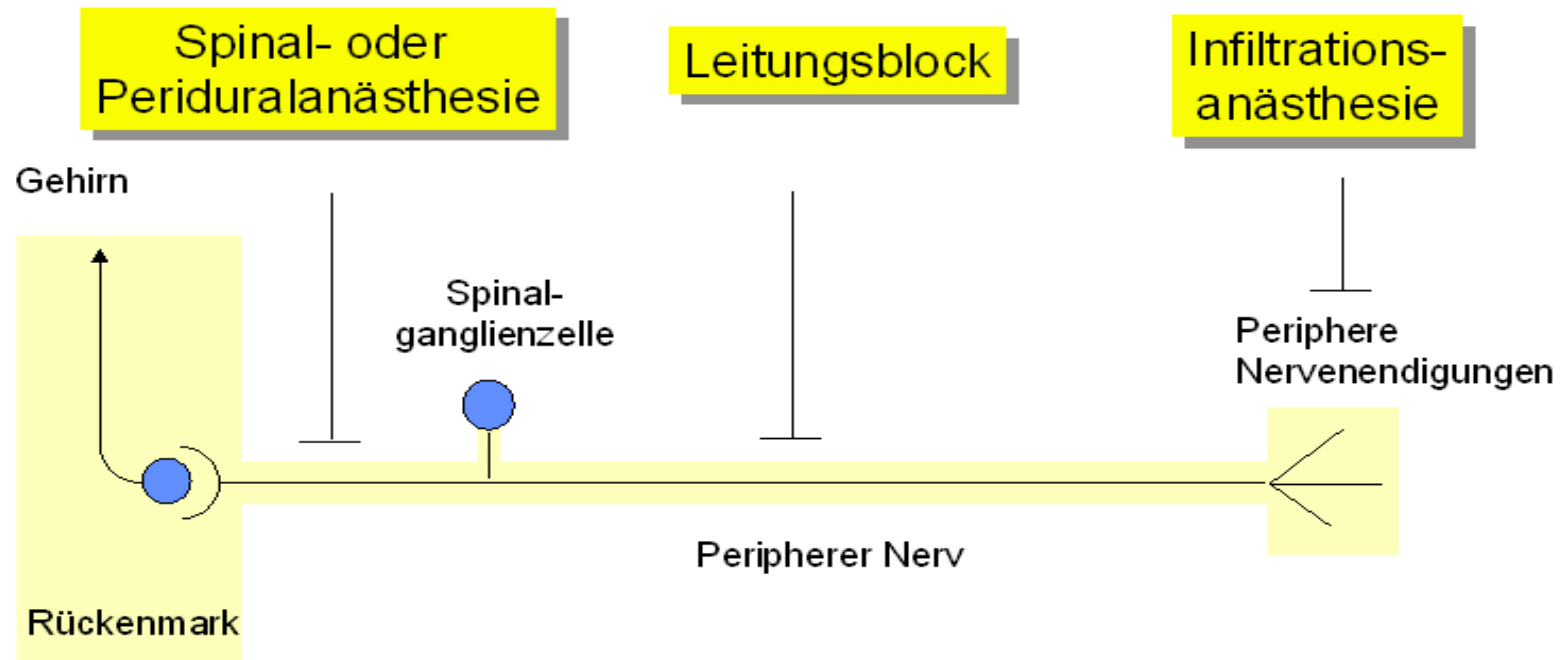 Spinal- oder
Periduralanästhesie
Leitungsblock
Infiltrations-
anästhesie
Gehirn
Spinal-
ganglienzelle
Periphere
Nervenendigungen
Peripherer Nerv
Rückenmark